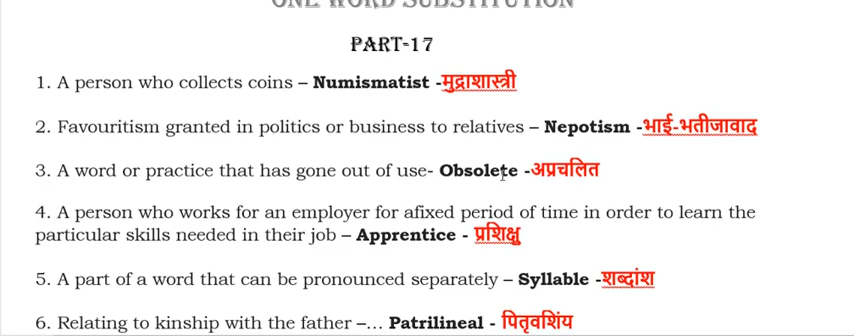 ONE WORD SUBSTITUTION
PART-17
1. A person who collects coins – Numismatist -मुद्राशास्त्री
2. Favouritism granted in politics or business to relatives – Nepotism -भाई-भतीजावाद
3. A word or practice that has gone out of use- Obsolete -अप्रचलित
4. A person who works for an employer for afixed period of time in order to learn the
particular skills needed in their job – Apprentice - प्रशिक्षु
5. A part of a word that can be pronounced separately – Syllable -शब्दांश
6. Relating to kinship with the father –... Patrilineal - पितृवशिंय